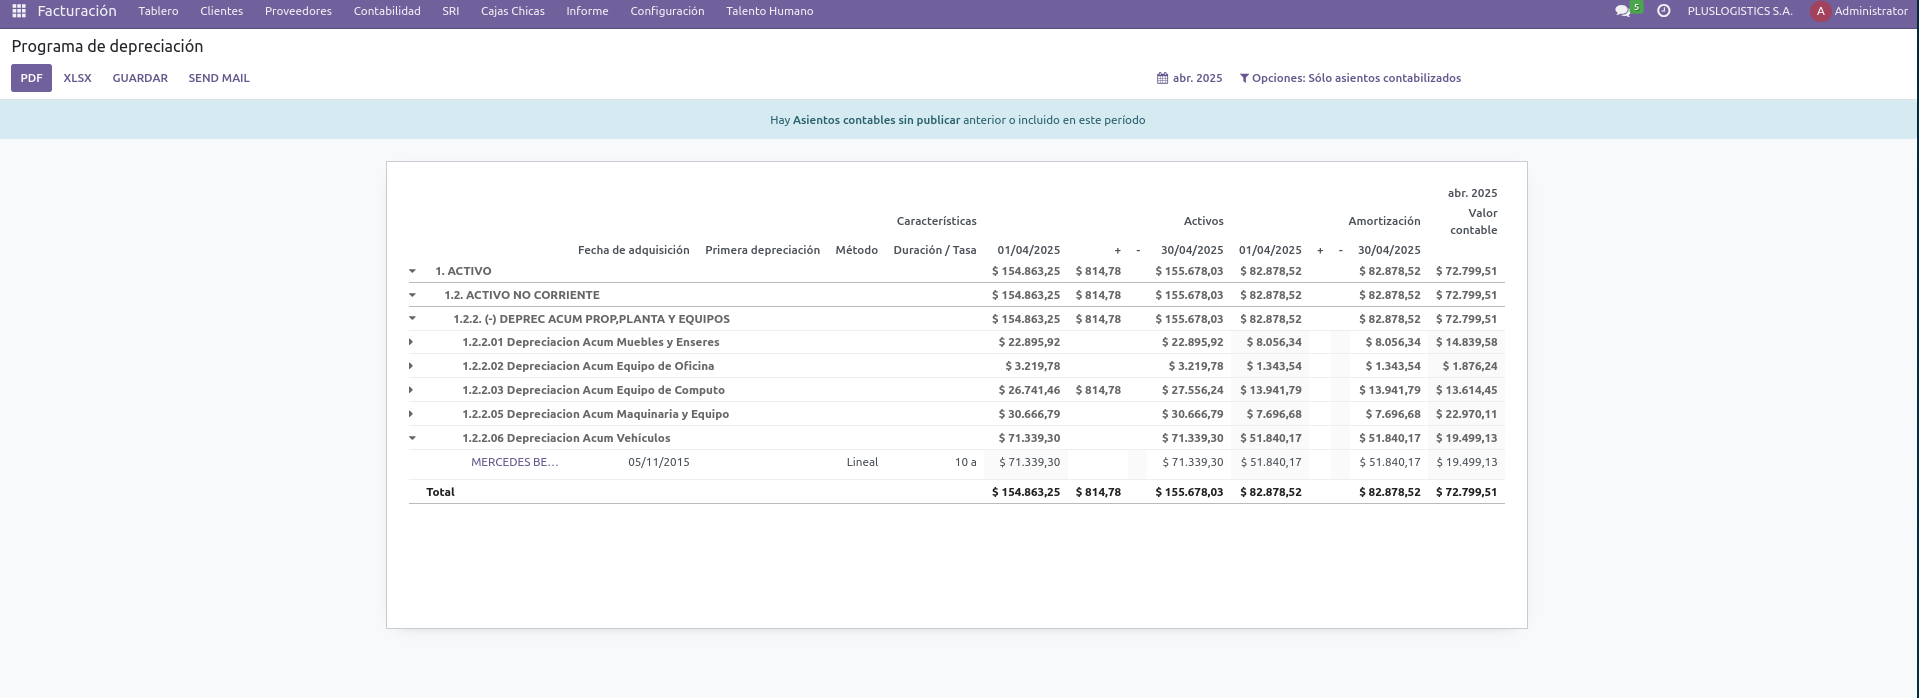 Facturación Tablero Clientes Proveedores Contabilidad SRI Cajas Chicas Informe Configuración Talento Humano 5 PLUSLOGISTICS S.A. A Administrator
Programa de depreciación
PDF XLSX GUARDAR SEND MAIL abr. 2025 Opciones: Sólo asientos contabilizados
Hay Asientos contables sin publicar anterior o incluido en este período
abr. 2025
Características Activos Amortización Valor contable
Fecha de adquisición Primera depreciación Método Duración / Tasa 01/04/2025 + - 30/04/2025 01/04/2025 + - 30/04/2025
1. ACTIVO $ 154.863,25 $ 814,78 $ 155.678,03 $ 82.878,52 $ 82.878,52 $ 72.799,51
1.2. ACTIVO NO CORRIENTE $ 154.863,25 $ 814,78 $ 155.678,03 $ 82.878,52 $ 82.878,52 $ 72.799,51
1.2.2. (-) DEPREC ACUM PROP,PLANTA Y EQUIPOS $ 154.863,25 $ 814,78 $ 155.678,03 $ 82.878,52 $ 82.878,52 $ 72.799,51
1.2.2.01 Depreciacion Acum Muebles y Enseres $ 22.895,92 $ 22.895,92 $ 8.056,34 $ 8.056,34 $ 14.839,58
1.2.2.02 Depreciacion Acum Equipo de Oficina $ 3.219,78 $ 3.219,78 $ 1.343,54 $ 1.343,54 $ 1.876,24
1.2.2.03 Depreciacion Acum Equipo de Computo $ 26.741,46 $ 814,78 $ 27.556,24 $ 13.941,79 $ 13.941,79 $ 13.614,45
1.2.2.05 Depreciacion Acum Maquinaria y Equipo $ 30.666,79 $ 30.666,79 $ 7.696,68 $ 7.696,68 $ 22.970,11
1.2.2.06 Depreciacion Acum Vehículos $ 71.339,30 $ 71.339,30 $ 51.840,17 $ 51.840,17 $ 19.499,13
MERCEDES BE... 05/11/2015 Lineal 10 a $ 71.339,30 $ 71.339,30 $ 51.840,17 $ 51.840,17 $ 19.499,13
Total $ 154.863,25 $ 814,78 $ 155.678,03 $ 82.878,52 $ 82.878,52 $ 72.799,51